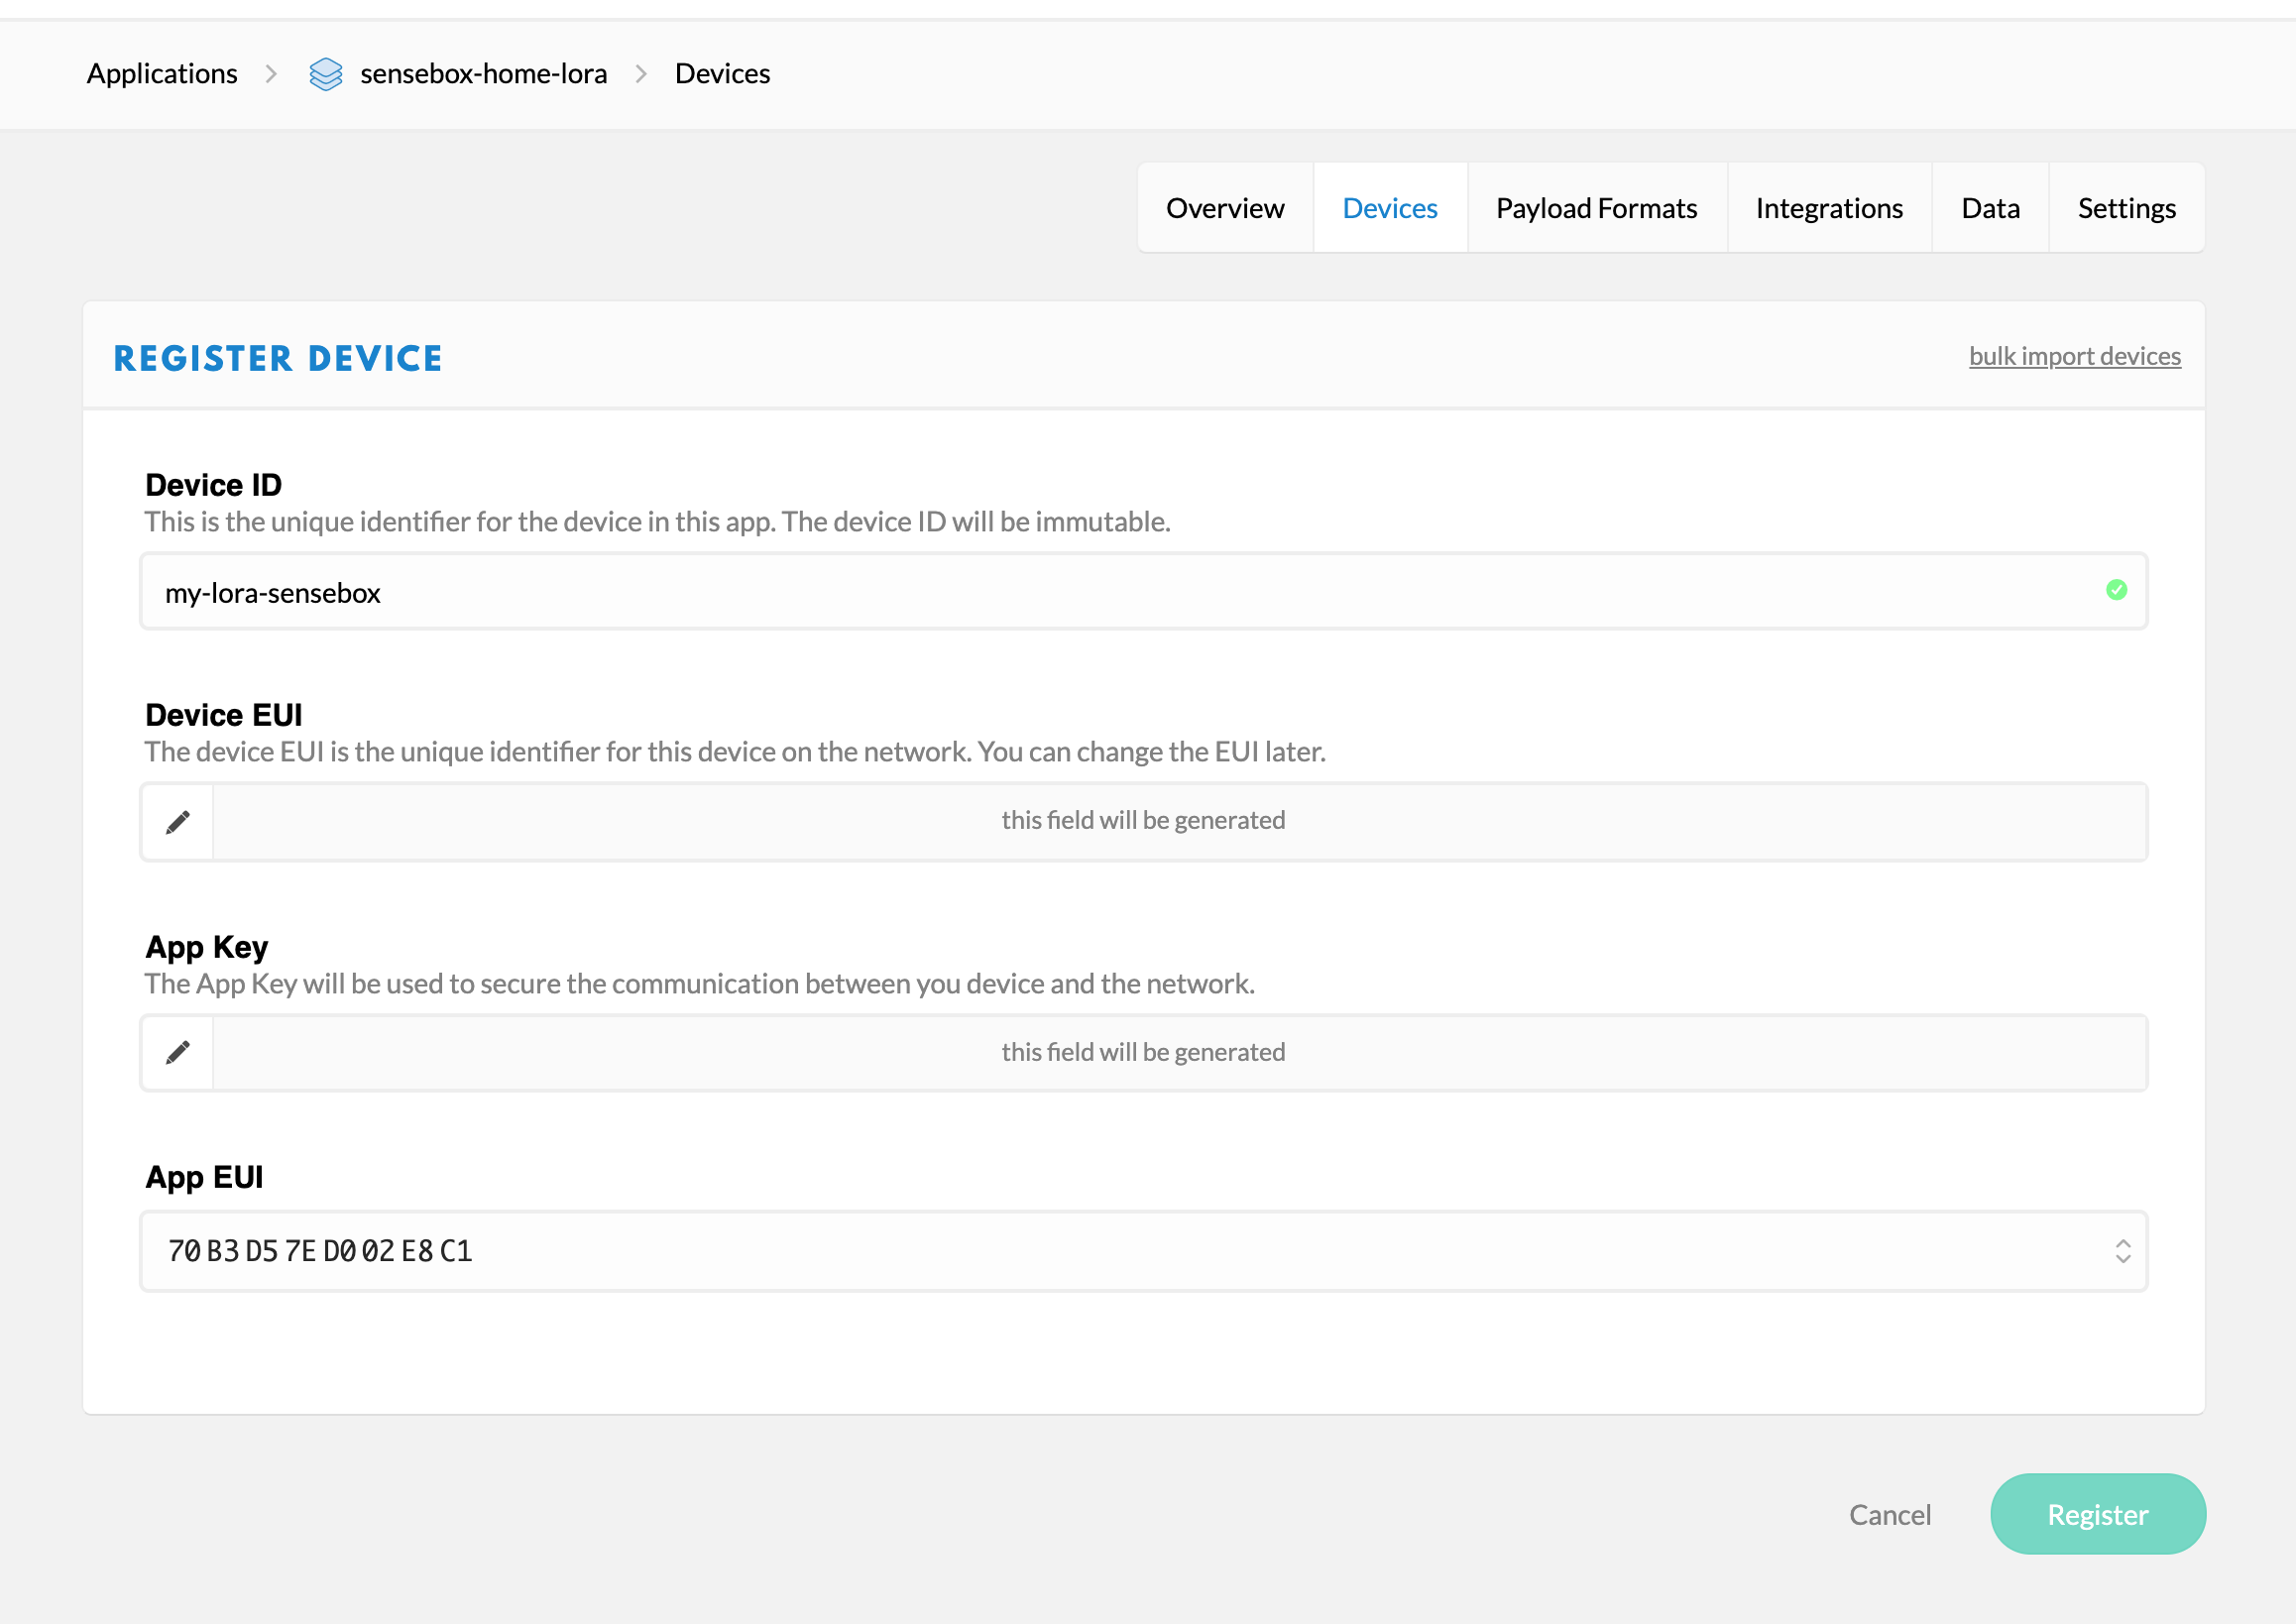 Applications > sensebox-home-lora > Devices
Overview Devices Payload Formats Integrations Data Settings
REGISTER DEVICE bulk import devices
Device ID
This is the unique identifier for the device in this app. The device ID will be immutable.
my-lora-sensebox
Device EUI
The device EUI is the unique identifier for this device on the network. You can change the EUI later.
this field will be generated
App Key
The App Key will be used to secure the communication between you device and the network.
this field will be generated
App EUI
70 B3 D5 7E D0 02 E8 C1
Cancel Register